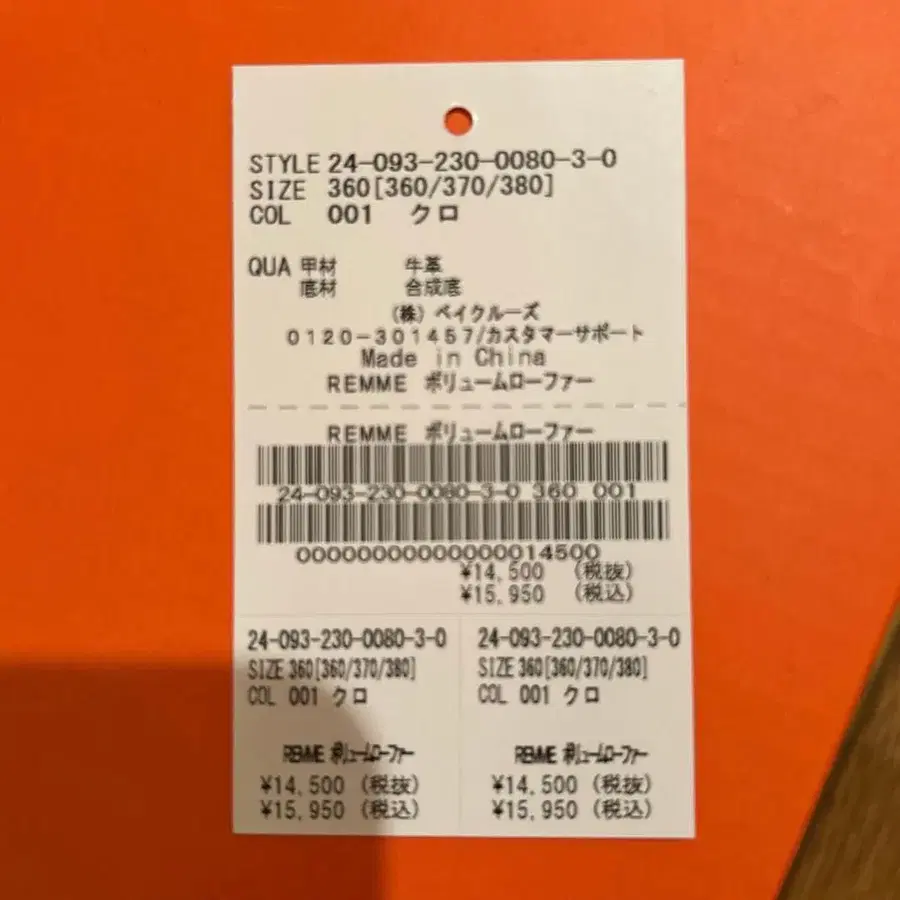 STYLE 24-093-230-0080-3-0
SIZE 360[360/370/380]
COL 001 クロ
QUA 甲材 牛革
底材 合成底
(株) ベイクルーズ
0120-301457/カスタマーサポート
Made in China
REMME ボリュームローファー
REMME ボリュームローファー
24-093-230-0080-3-0 360 001
00000000000000014500
¥14,500 (税抜)
¥15,950 (税込)
24-093-230-0080-3-0 24-093-230-0080-3-0
SIZE 360[360/370/380] SIZE 360[360/370/380]
COL 001 クロ COL 001 クロ
REMME ボリュームローファー REMME ボリュームローファー
¥14,500 (税抜) ¥14,500 (税抜)
¥15,950 (税込) ¥15,950 (税込)